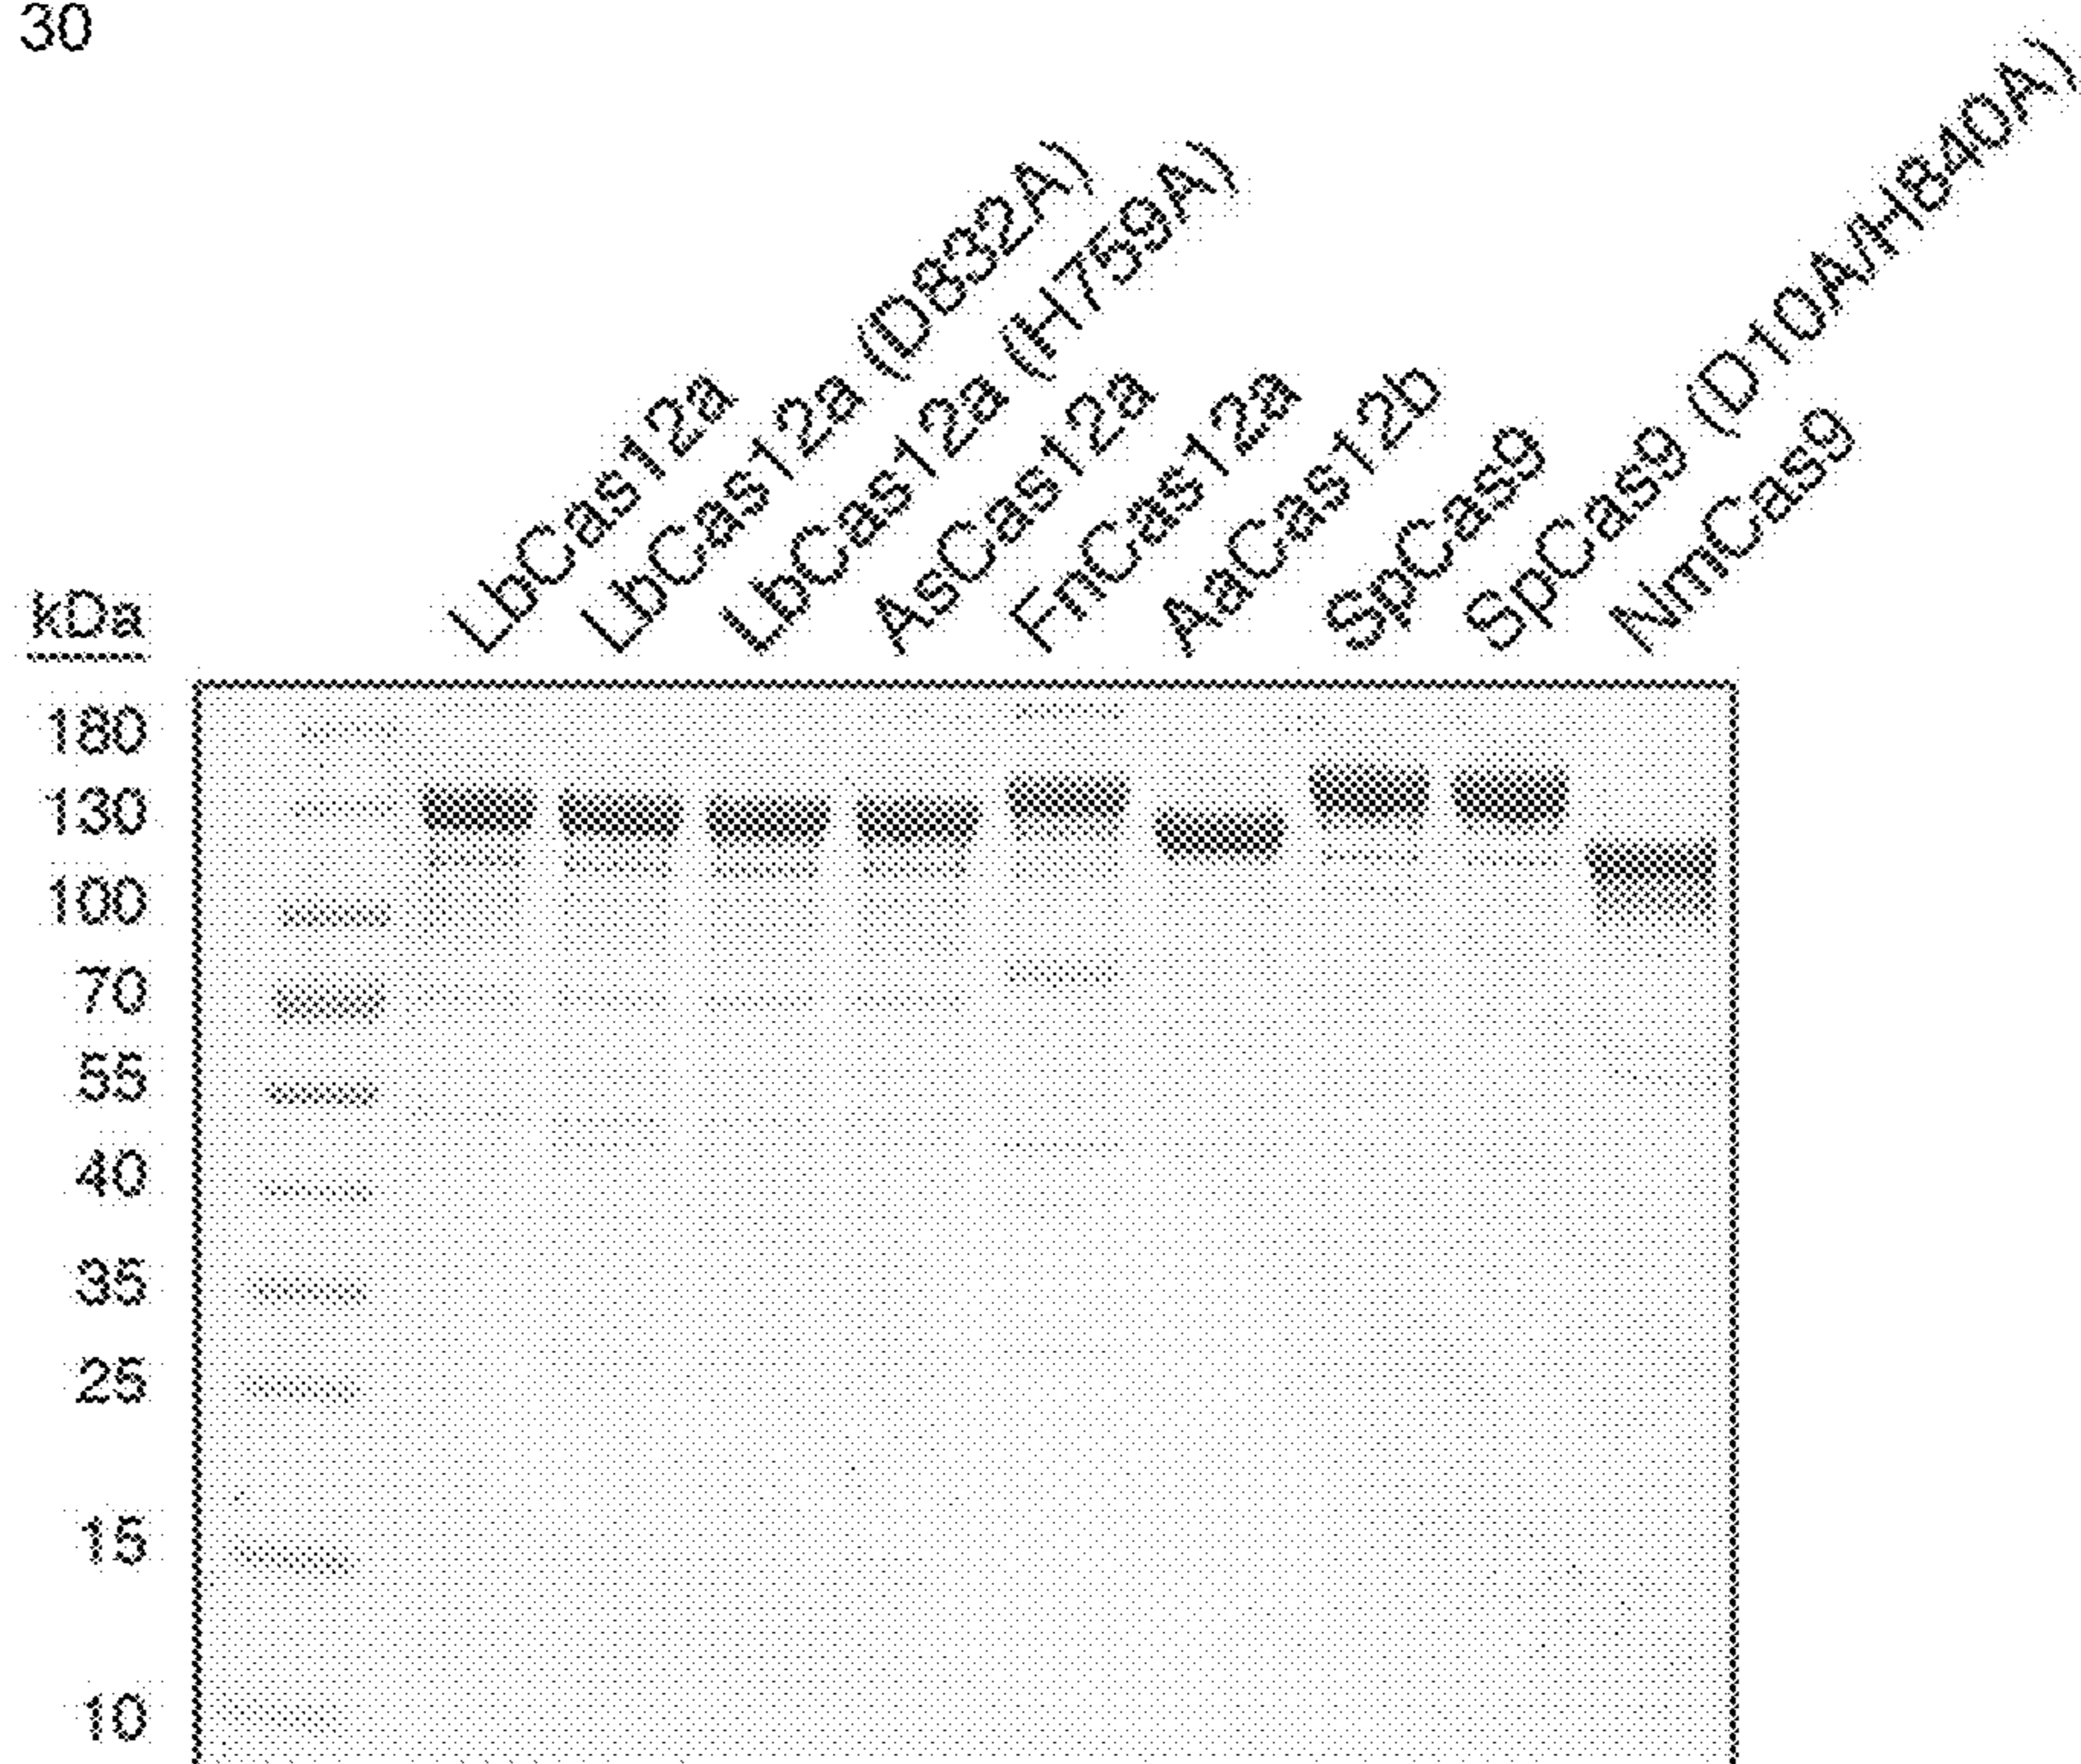 30
LbCas12a
LbCas12a (D832A)
LbCas12a (H759A)
AsCas12a
FnCas12a
AaCas12b
SpCas9
SpCas9 (D10A/H840A)
NmCas9
kDa
180
130
100
70
55
40
35
25
15
10